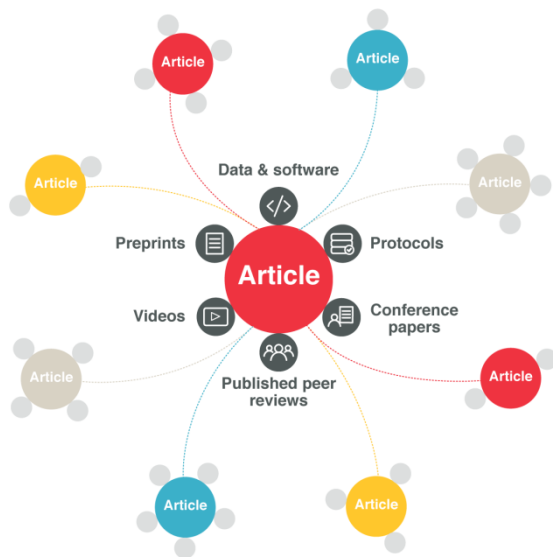 Article
Article
Data & software
Article
Article
Preprints
Protocols
Article
Videos
Conference
papers
Article
Published peer
reviews
Article
Article
Article